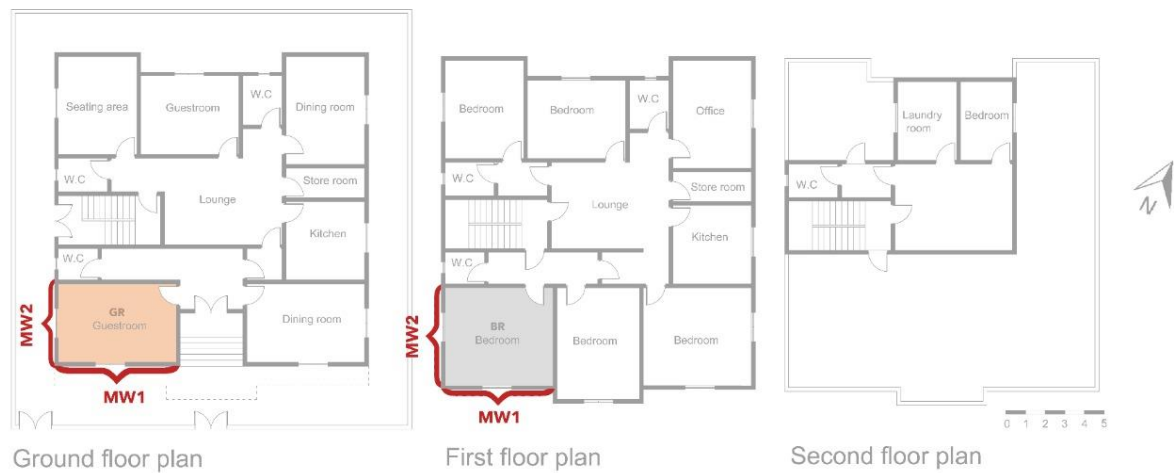 Seating area
Guestroom
W.C
Dining room
W.C
Store room
Lounge
Kitchen
W.C
GR
Guestroom
Dining room
MW2
MW1
Ground floor plan
Bedroom
Bedroom
W.C
Office
W.C
Store room
Lounge
Kitchen
W.C
BR
Bedroom
Bedroom
Bedroom
MW2
MW1
First floor plan
Laundry
room
Bedroom
W.C
N
0 1 2 3 4 5
Second floor plan